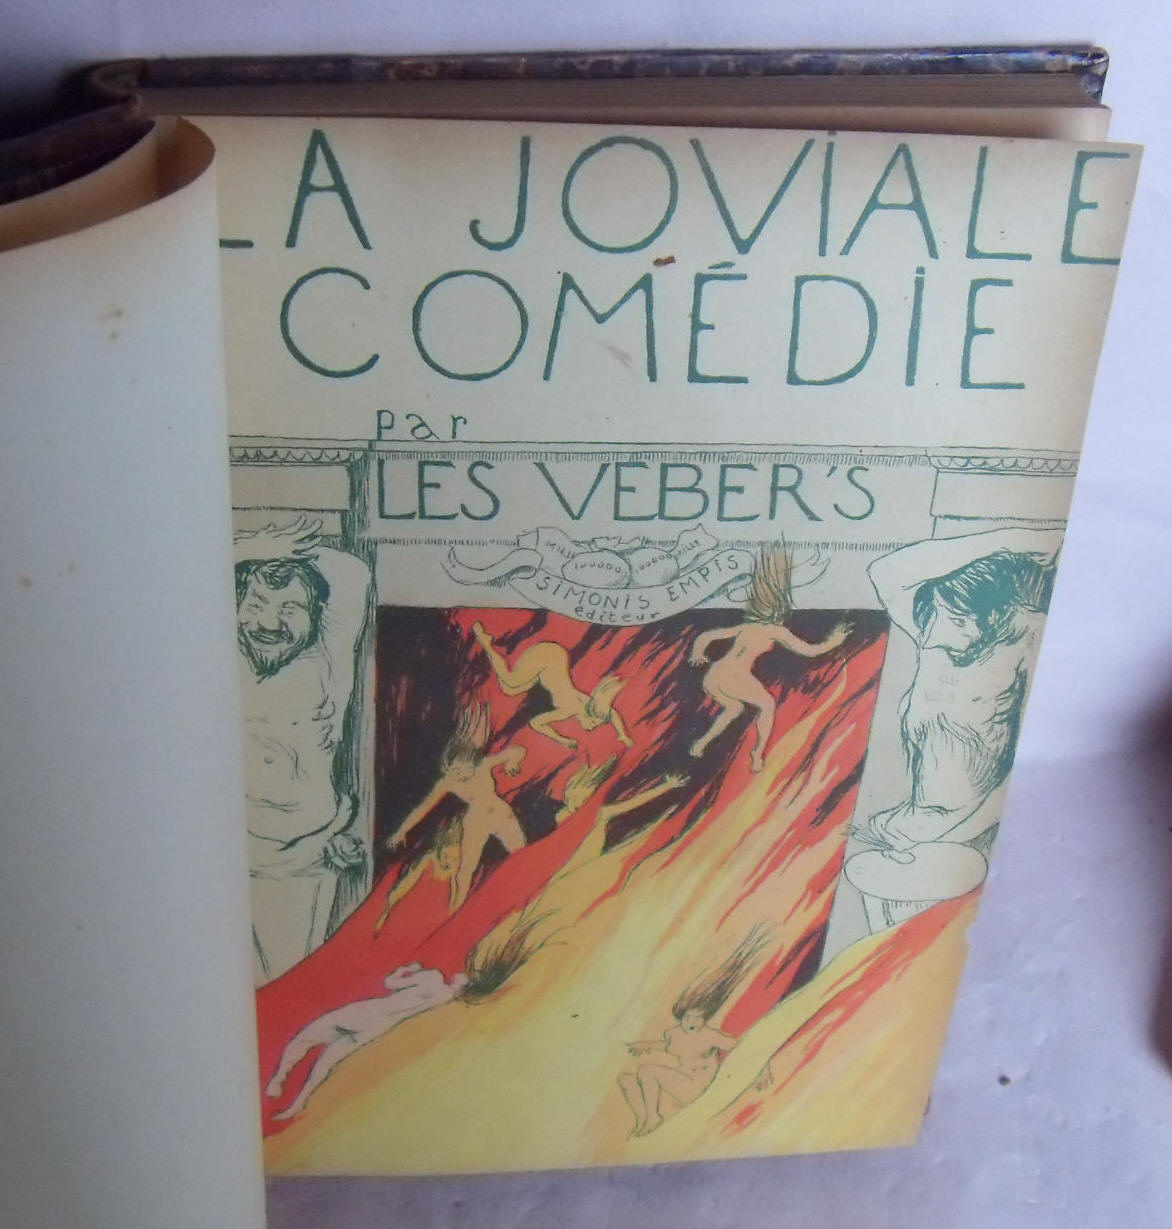 LA JOVIALE
COMÉDIE
par
LES VEBER'S
SIMONIS EMPIS
éditeur